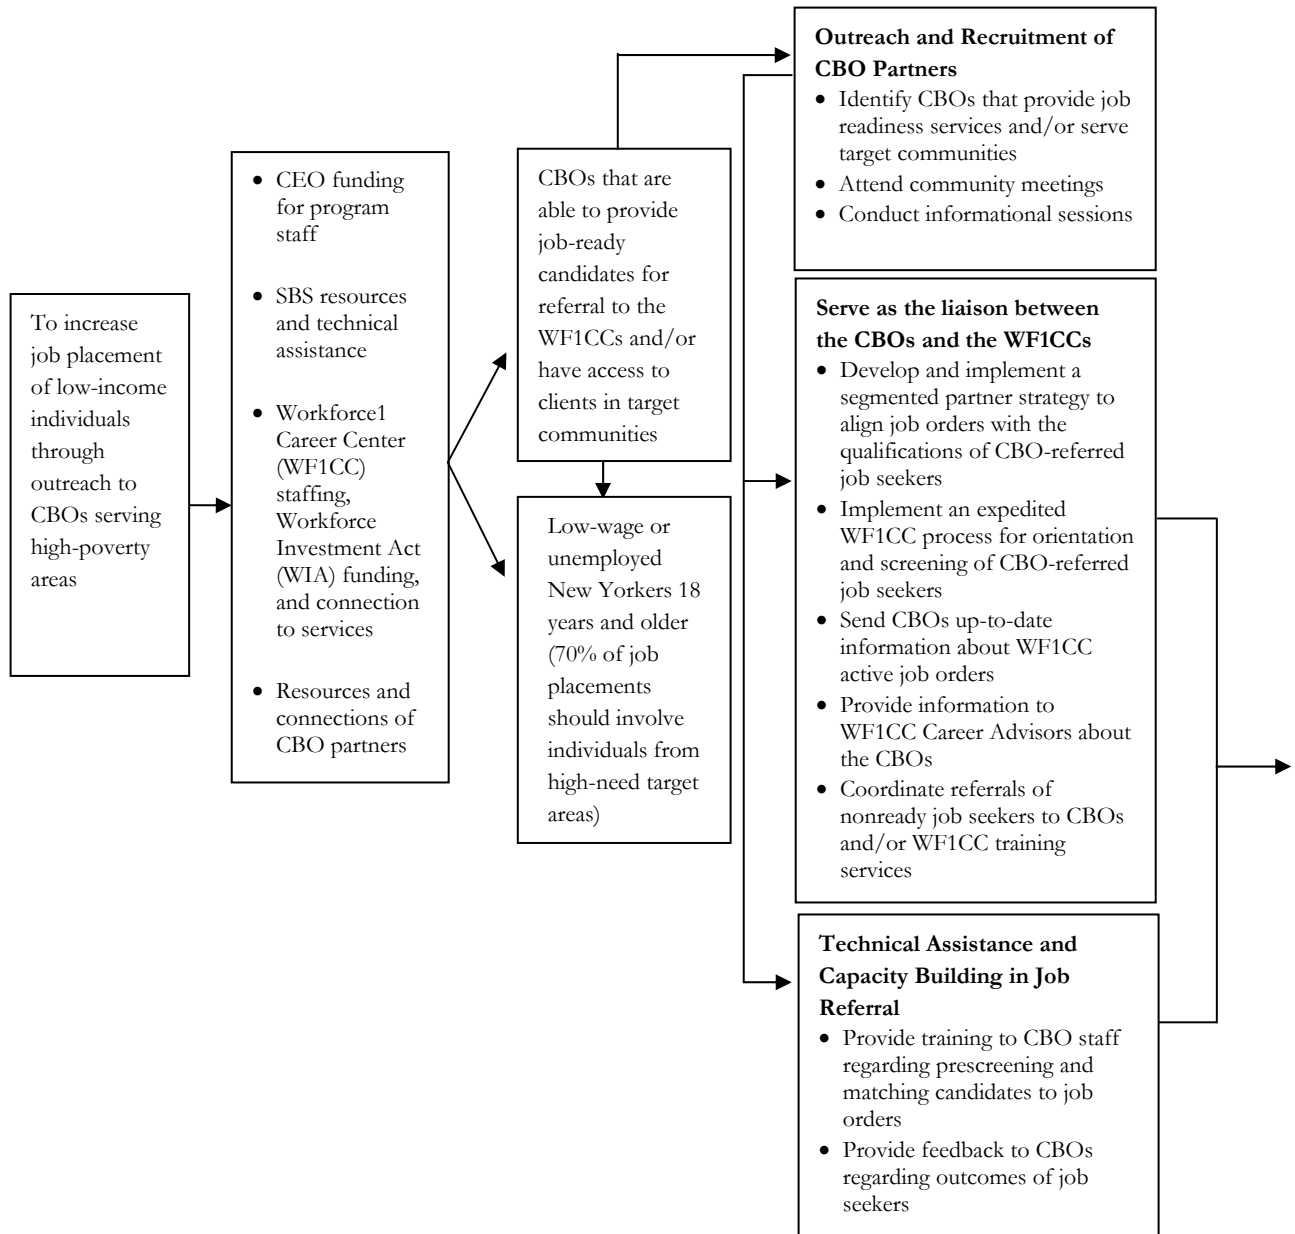 To increase
job placement
of low-income
individuals
through
outreach to
CBOs serving
high-poverty
areas
• CEO funding
for program
staff
• SBS resources
and technical
assistance
• Workforce1
Career Center
(WF1CC)
staffing,
Workforce
Investment Act
(WIA) funding,
and connection
to services
• Resources and
connections of
CBO partners
CBOs that are
able to provide
job-ready
candidates for
referral to the
WF1CCs and/or
have access to
clients in target
communities
Low-wage or
unemployed
New Yorkers 18
years and older
(70% of job
placements
should involve
individuals from
high-need target
areas)
Outreach and Recruitment of
CBO Partners
• Identify CBOs that provide job
readiness services and/or serve
target communities
• Attend community meetings
• Conduct informational sessions
Serve as the liaison between
the CBOs and the WF1CCs
• Develop and implement a
segmented partner strategy to
align job orders with the
qualifications of CBO-referred
job seekers
• Implement an expedited
WF1CC process for orientation
and screening of CBO-referred
job seekers
• Send CBOs up-to-date
information about WF1CC
active job orders
• Provide information to
WF1CC Career Advisors about
the CBOs
• Coordinate referrals of
nonready job seekers to CBOs
and/or WF1CC training
services
Technical Assistance and
Capacity Building in Job
Referral
• Provide training to CBO staff
regarding prescreening and
matching candidates to job
orders
• Provide feedback to CBOs
regarding outcomes of job
seekers